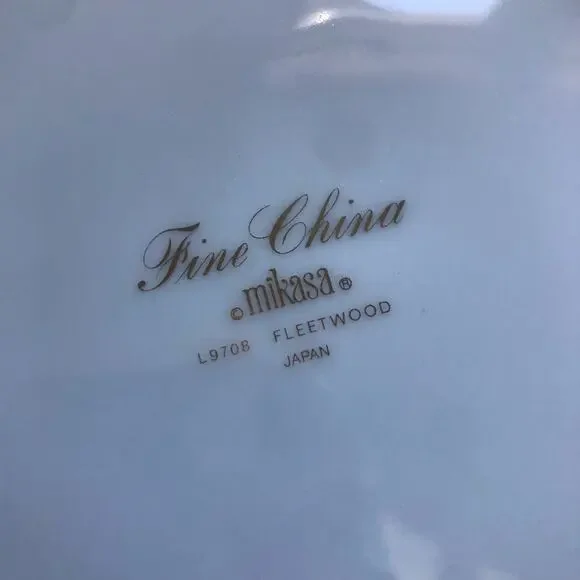 Fine China
© mikasa ®
L9708 FLEETWOOD
JAPAN